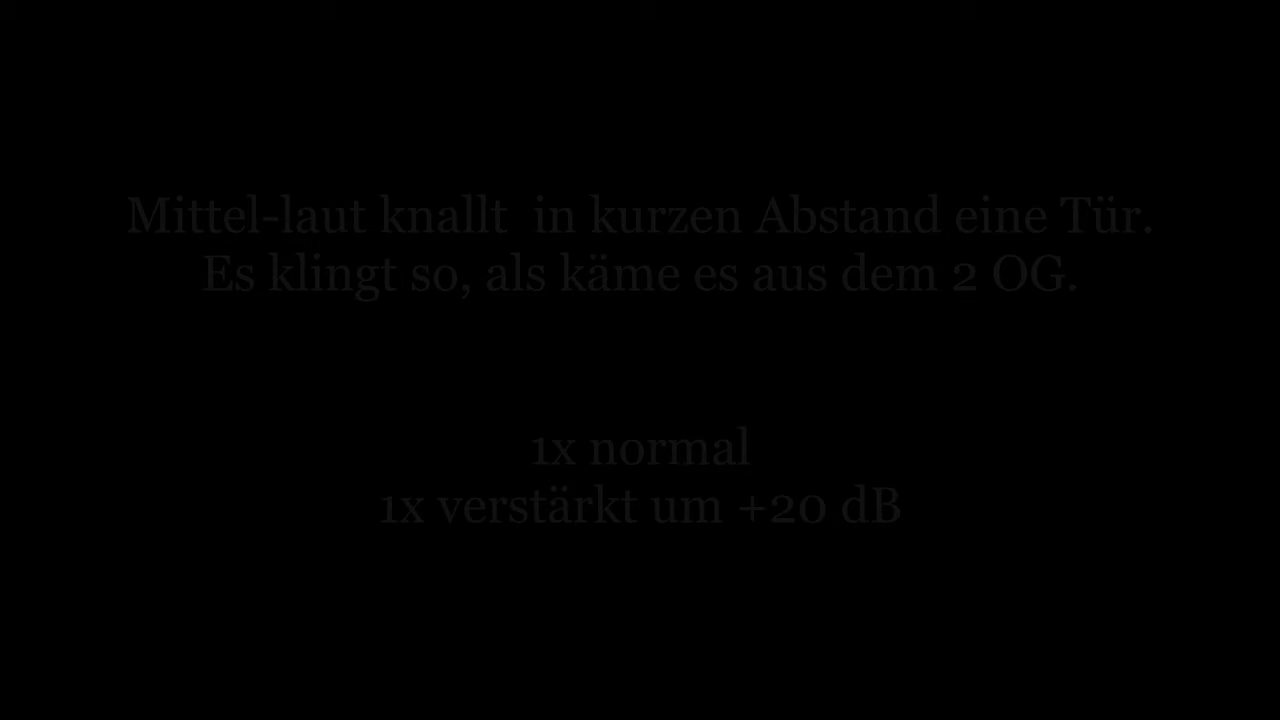 Mittel-laut knallt  in kurzen Abstand eine Tür.
Es klingt so, als käme es aus dem 2 OG.
1x normal
1x verstärkt um +20 dB